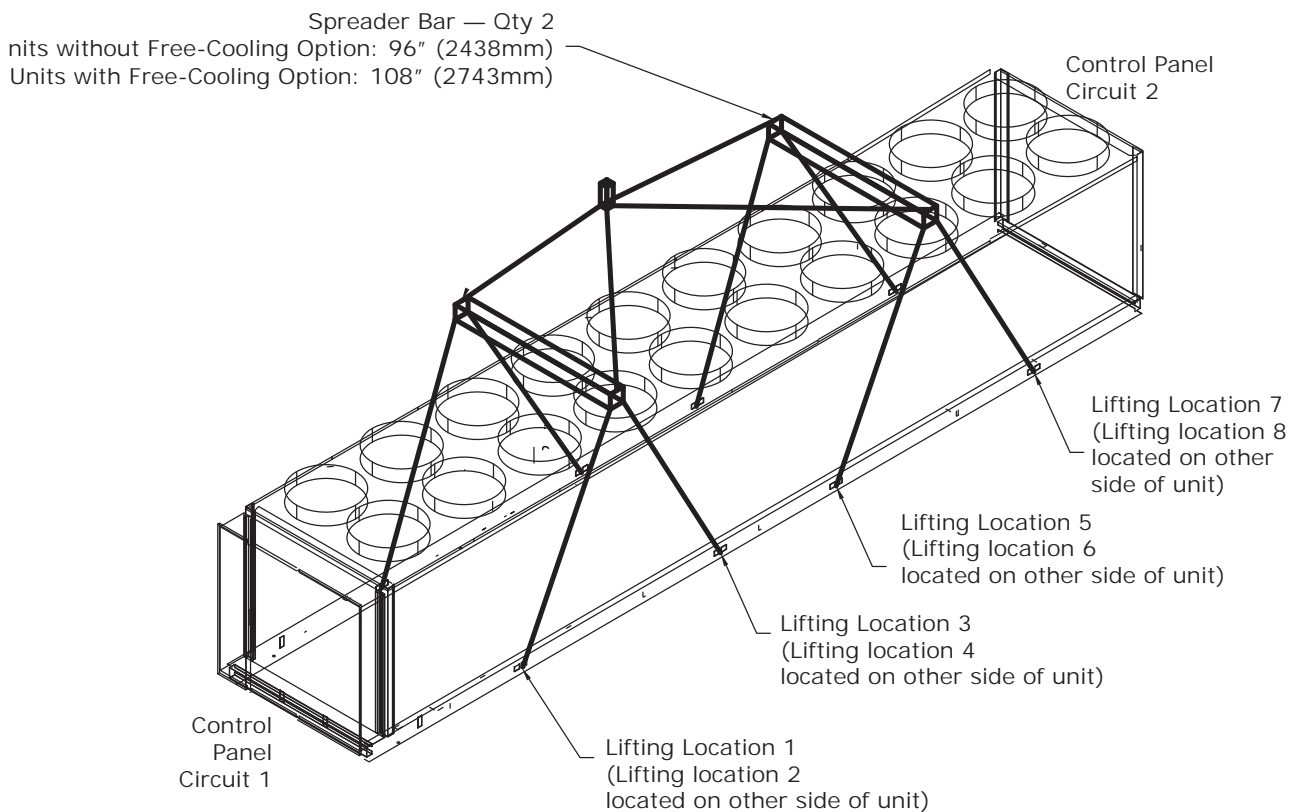 Spreader Bar — Qty 2
nits without Free-Cooling Option: 96” (2438mm)
Units with Free-Cooling Option: 108” (2743mm)
Control Panel
Circuit 2
Lifting Location 7
(Lifting location 8
located on other
side of unit)
Lifting Location 5
(Lifting location 6
located on other side of unit)
Lifting Location 3
(Lifting location 4
located on other side of unit)
Control
Panel
Circuit 1
Lifting Location 1
(Lifting location 2
located on other side of unit)